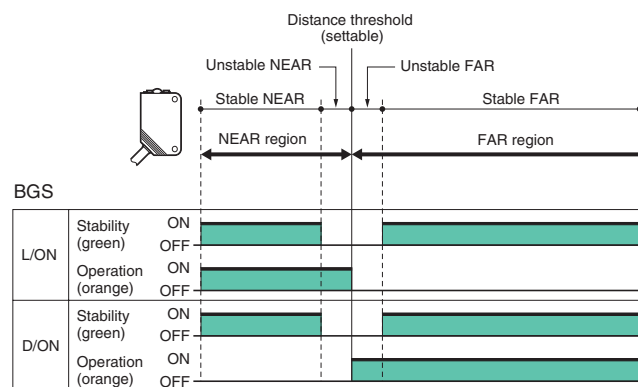 Distance threshold
(settable)
Unstable NEAR
Unstable FAR
Stable NEAR
Stable FAR
NEAR region
FAR region
BGS
L/ON
Stability
(green)
ON
OFF
Operation
(orange)
ON
OFF
D/ON
Stability
(green)
ON
OFF
Operation
(orange)
ON
OFF